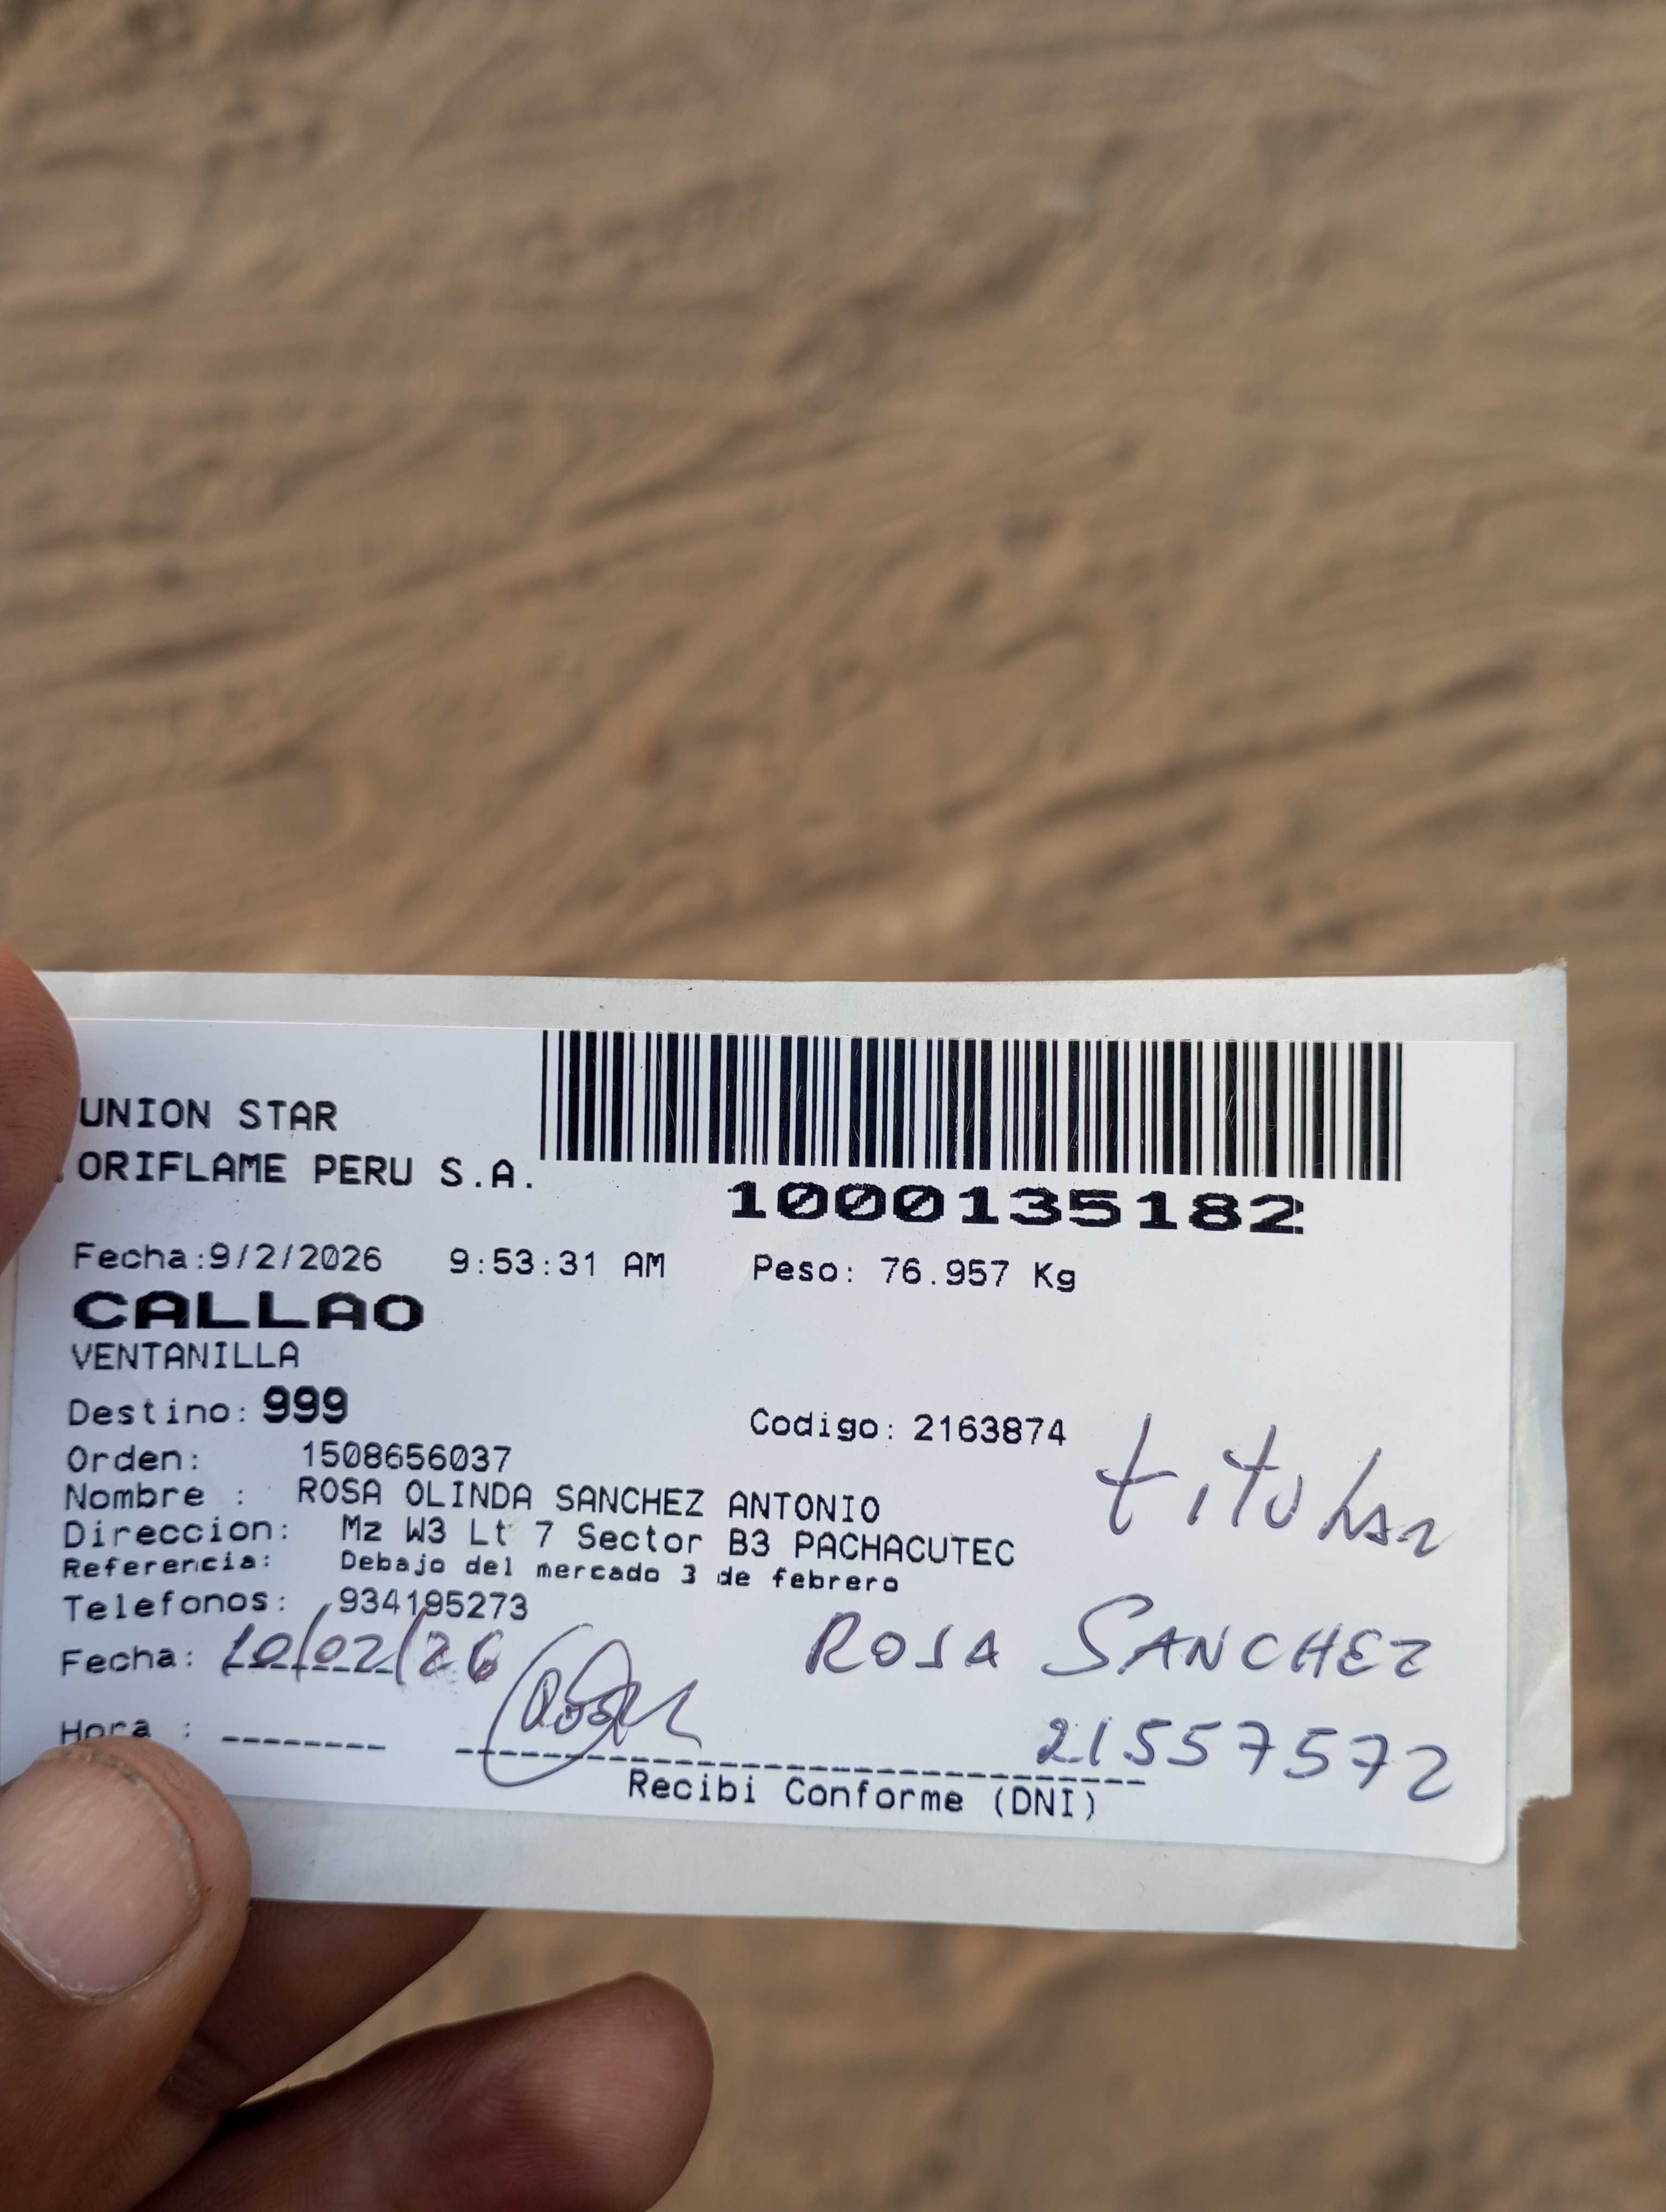 UNION STAR
ORIFLAME PERU S.A.
1000135182
Fecha:9/2/2026 9:53:31 AM Peso: 76.957 Kg
CALLAO
VENTANILLA
Destino: 999
Codigo: 2163874
Orden: 1508656037
Nombre : ROSA OLINDA SANCHEZ ANTONIO
titular
Direccion: Mz W3 Lt 7 Sector B3 PACHACUTEC
Referencia: Debajo del mercado 3 de febrero
Telefonos: 934195273
Fecha: 10/02/26
ROSA SANCHEZ
Hora :
21557572
Recibi Conforme (DNI)